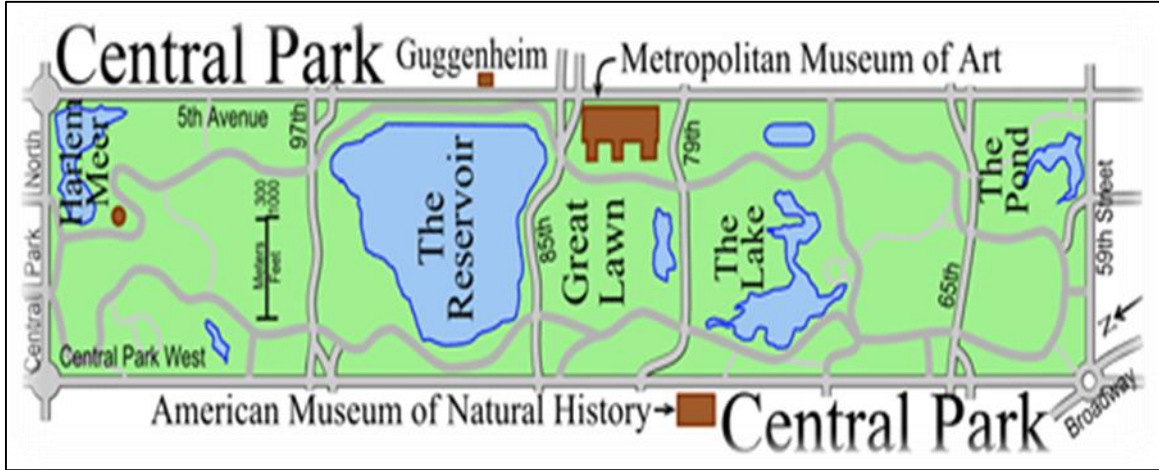 Central Park
Guggenheim
Metropolitan Museum of Art
Harlem
Meer
5th Avenue
97th
79th
The
Pond
59th Street
Central Park North
Meters
Feet
300
1000
The
Reservoir
85th
Great
Lawn
The
Lake
65th
N
Central Park West
American Museum of Natural History
Central Park
Broadway